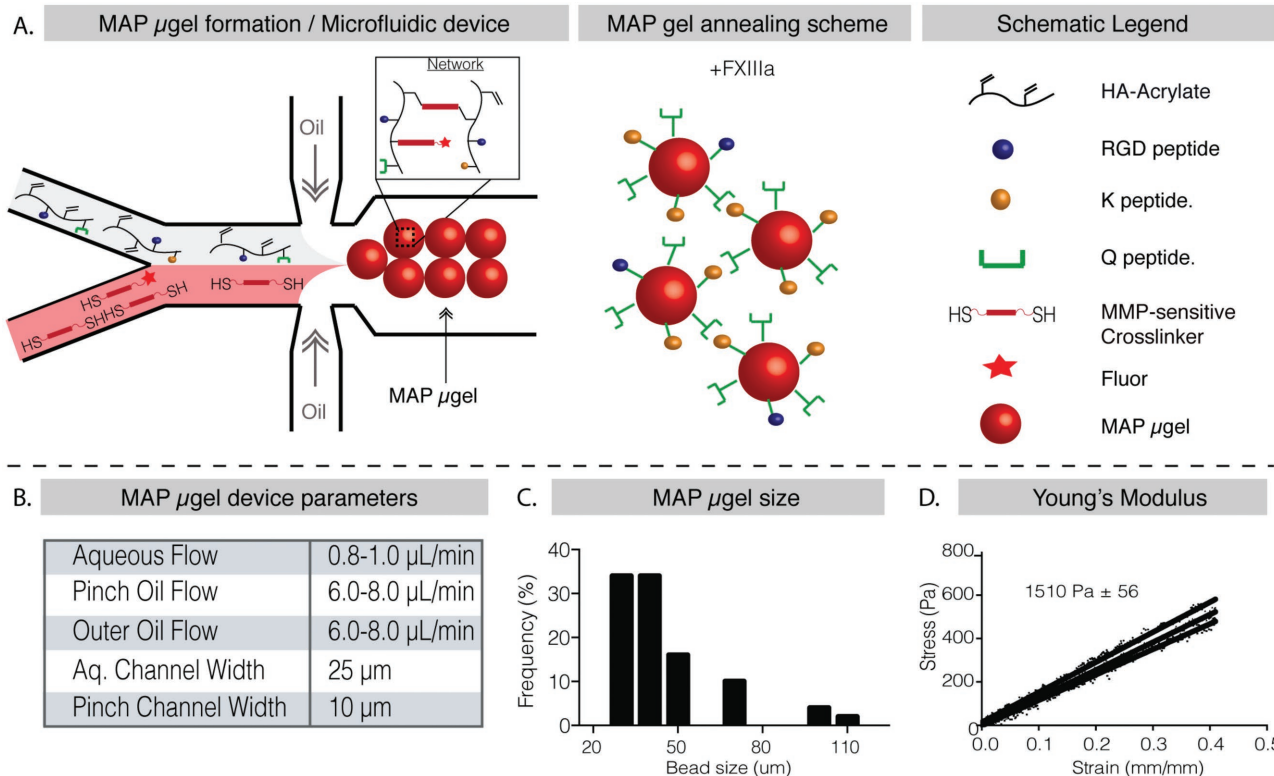 A.
MAP µgel formation / Microfluidic device
Network
Oil
HS
SH
HS
SHHS
SH
HS
SH
Oil
MAP µgel
MAP gel annealing scheme
+FXIIIa
Schematic Legend
HA-Acrylate
RGD peptide
K peptide.
Q peptide.
HS
SH
MMP-sensitive
Crosslinker
Fluor
MAP µgel
B.
MAP µgel device parameters
Aqueous Flow 0.8-1.0 µL/min
Pinch Oil Flow 6.0-8.0 µL/min
Outer Oil Flow 6.0-8.0 µL/min
Aq. Channel Width 25 µm
Pinch Channel Width 10 µm
C.
MAP µgel size
Frequency (%)
40
30
20
10
0
20 50 80 110
Bead size (um)
D.
Young's Modulus
Stress (Pa)
800
600
400
200
0
1510 Pa ± 56
0.0 0.1 0.2 0.3 0.4 0.5
Strain (mm/mm)